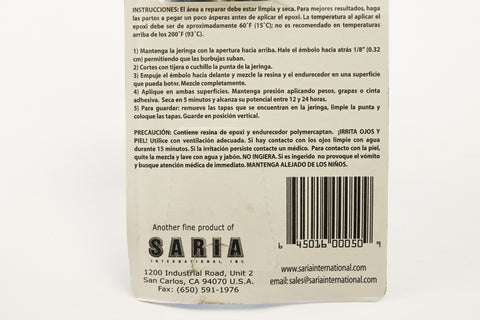 INSTRUCCIONES: El área a reparar debe estar limpia y seca. Para mejores resultados, haga
las partes a pegar un poco ásperas antes de aplicar el epoxi. La temperatura al aplicar el
epoxi debe ser de aproximadamente 60˚F (15˚C); no es recomendado en temperaturas
arriba de los 200˚F (93˚C).
1) Mantenga la jeringa con la apertura hacia arriba. Hale el émbolo hacia atrás 1/8" (0.32
cm) permitiendo que las burbujas suban.
2) Cortes con tijera o cuchillo la punta de la jeringa.
3) Empuje el émbolo hacia delante y mezcle la resina y el endurecedor en una superficie
que pueda botar. Mezcle completamente.
4) Aplique en ambas superficies. Mantenga presión aplicando pesos, grapas o cinta
adhesiva. Seca en 5 minutos y alcanza su potencial entre 12 y 24 horas.
5) Para guardar: remueva las tapas que se encuentran en la jeringa, limpie la punta y
coloque las tapas. Guarde en posición vertical.
PRECAUCIÓN: Contiene resina de epoxi y endurecedor polymercaptan. ¡IRRITA OJOS Y
PIEL! Utilice con ventilación adecuada. Si hay contacto con los ojos limpie con agua
durante 15 minutos. Si la irritación persiste contacte un médico. Para contacto con la piel,
quite la mezcla y lave con agua y jabón. NO INGIERA. Si es ingerido no provoque el vómito
y busque atención médica de immediato. MANTENGA ALEJADO DE LOS NIÑOS.
Another fine product of
SARIA
INTERNATIONAL, INC.
1200 Industrial Road, Unit 2
San Carlos, CA 94070 U.S.A.
Fax: (650) 591-1976
6 45016 00050 9
www.sariainternational.com
email: sales@sariainternational.com